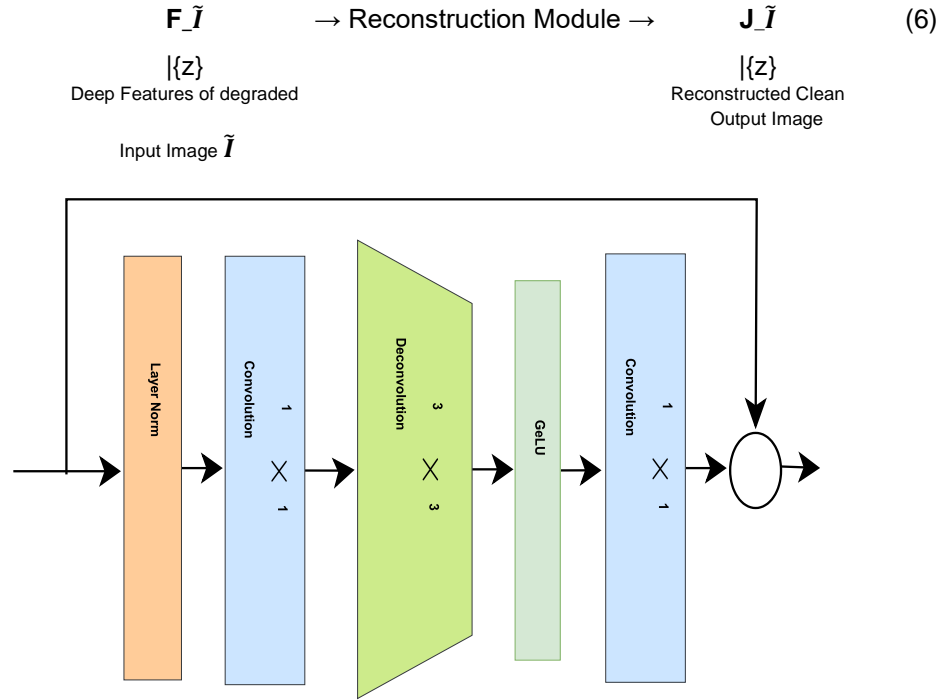 F_Ĩ → Reconstruction Module → J_Ĩ (6)
|{z} |{z}
Deep Features of degraded Reconstructed Clean
Output Image
Input Image Ĩ
Layer Norm
Convolution 1 × 1
Deconvolution 3 × 3
GeLU
Convolution 1 × 1